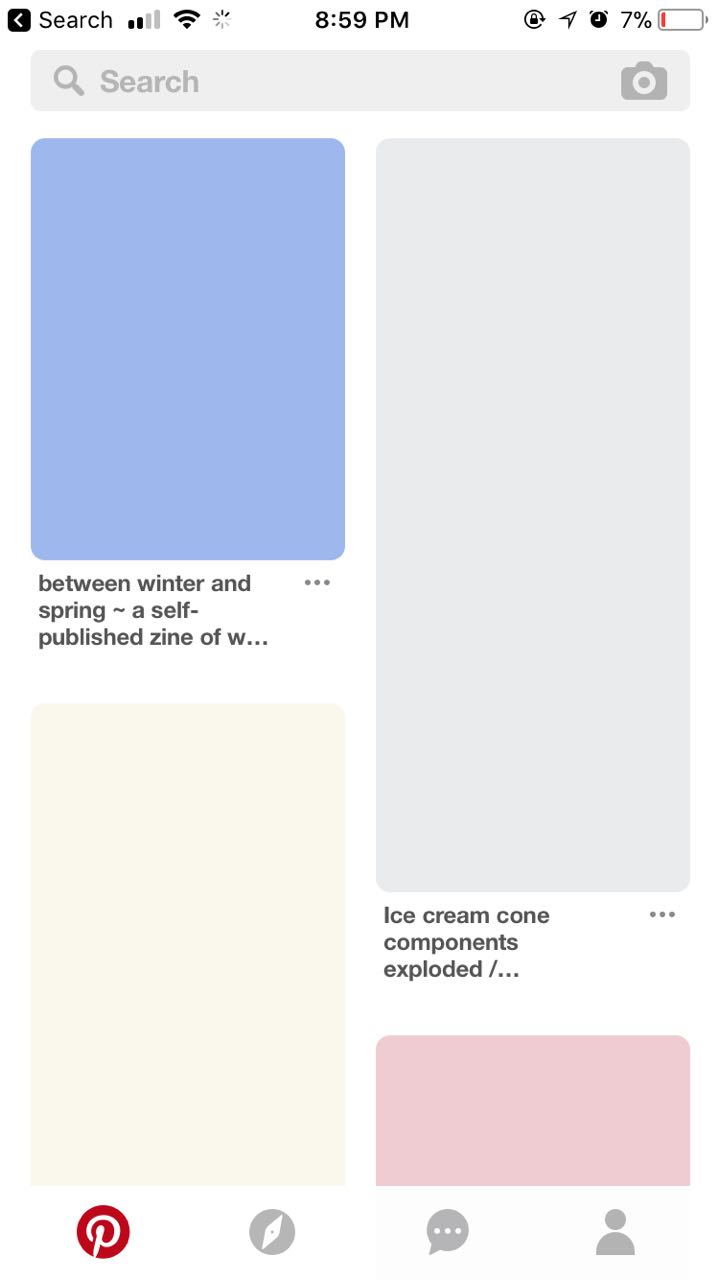 Search 8:59 PM 7%
Search
between winter and
spring ~ a self-
published zine of w...
Ice cream cone
components
exploded /...